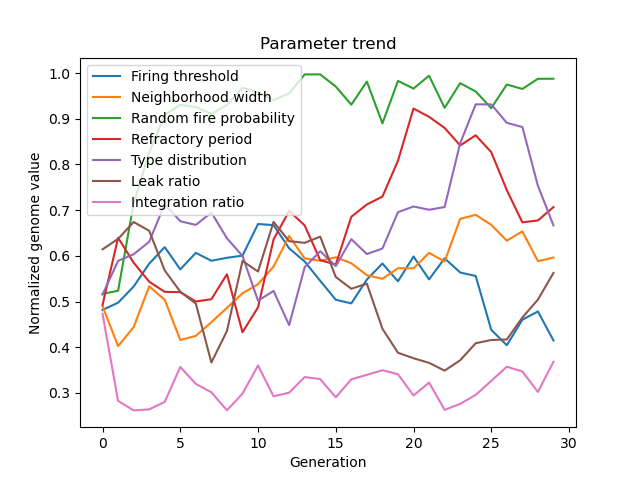 Parameter trend
Firing threshold
Neighborhood width
Random fire probability
Refractory period
Type distribution
Leak ratio
Integration ratio
1.0
0.9
0.8
0.7
0.6
0.5
0.4
0.3
Normalized genome value
0 5 10 15 20 25 30
Generation